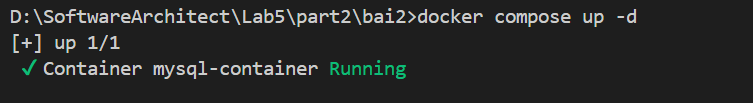 D:\SoftwareArchitect\Lab5\part2\bai2>docker compose up -d
[+] up 1/1
✓ Container mysql-container Running